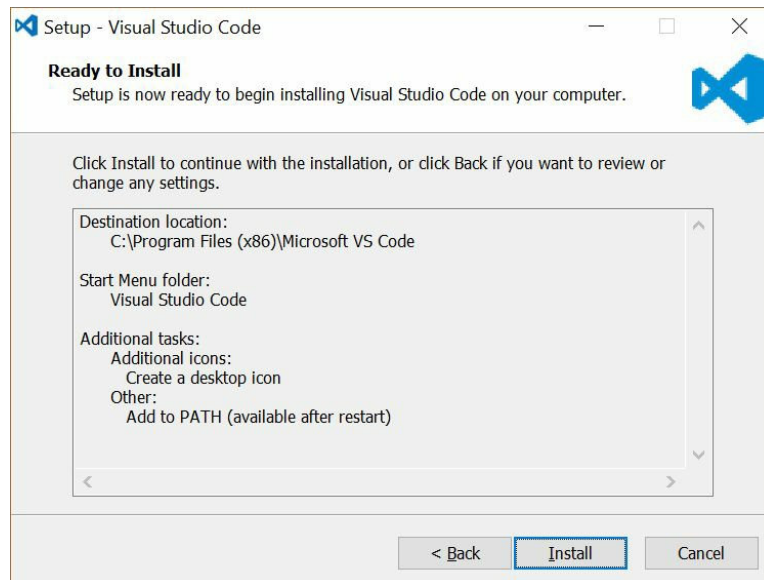 Setup - Visual Studio Code
Ready to Install
Setup is now ready to begin installing Visual Studio Code on your computer.
Click Install to continue with the installation, or click Back if you want to review or
change any settings.
Destination location:
C:\Program Files (x86)\Microsoft VS Code
Start Menu folder:
Visual Studio Code
Additional tasks:
Additional icons:
Create a desktop icon
Other:
Add to PATH (available after restart)
< Back Install Cancel